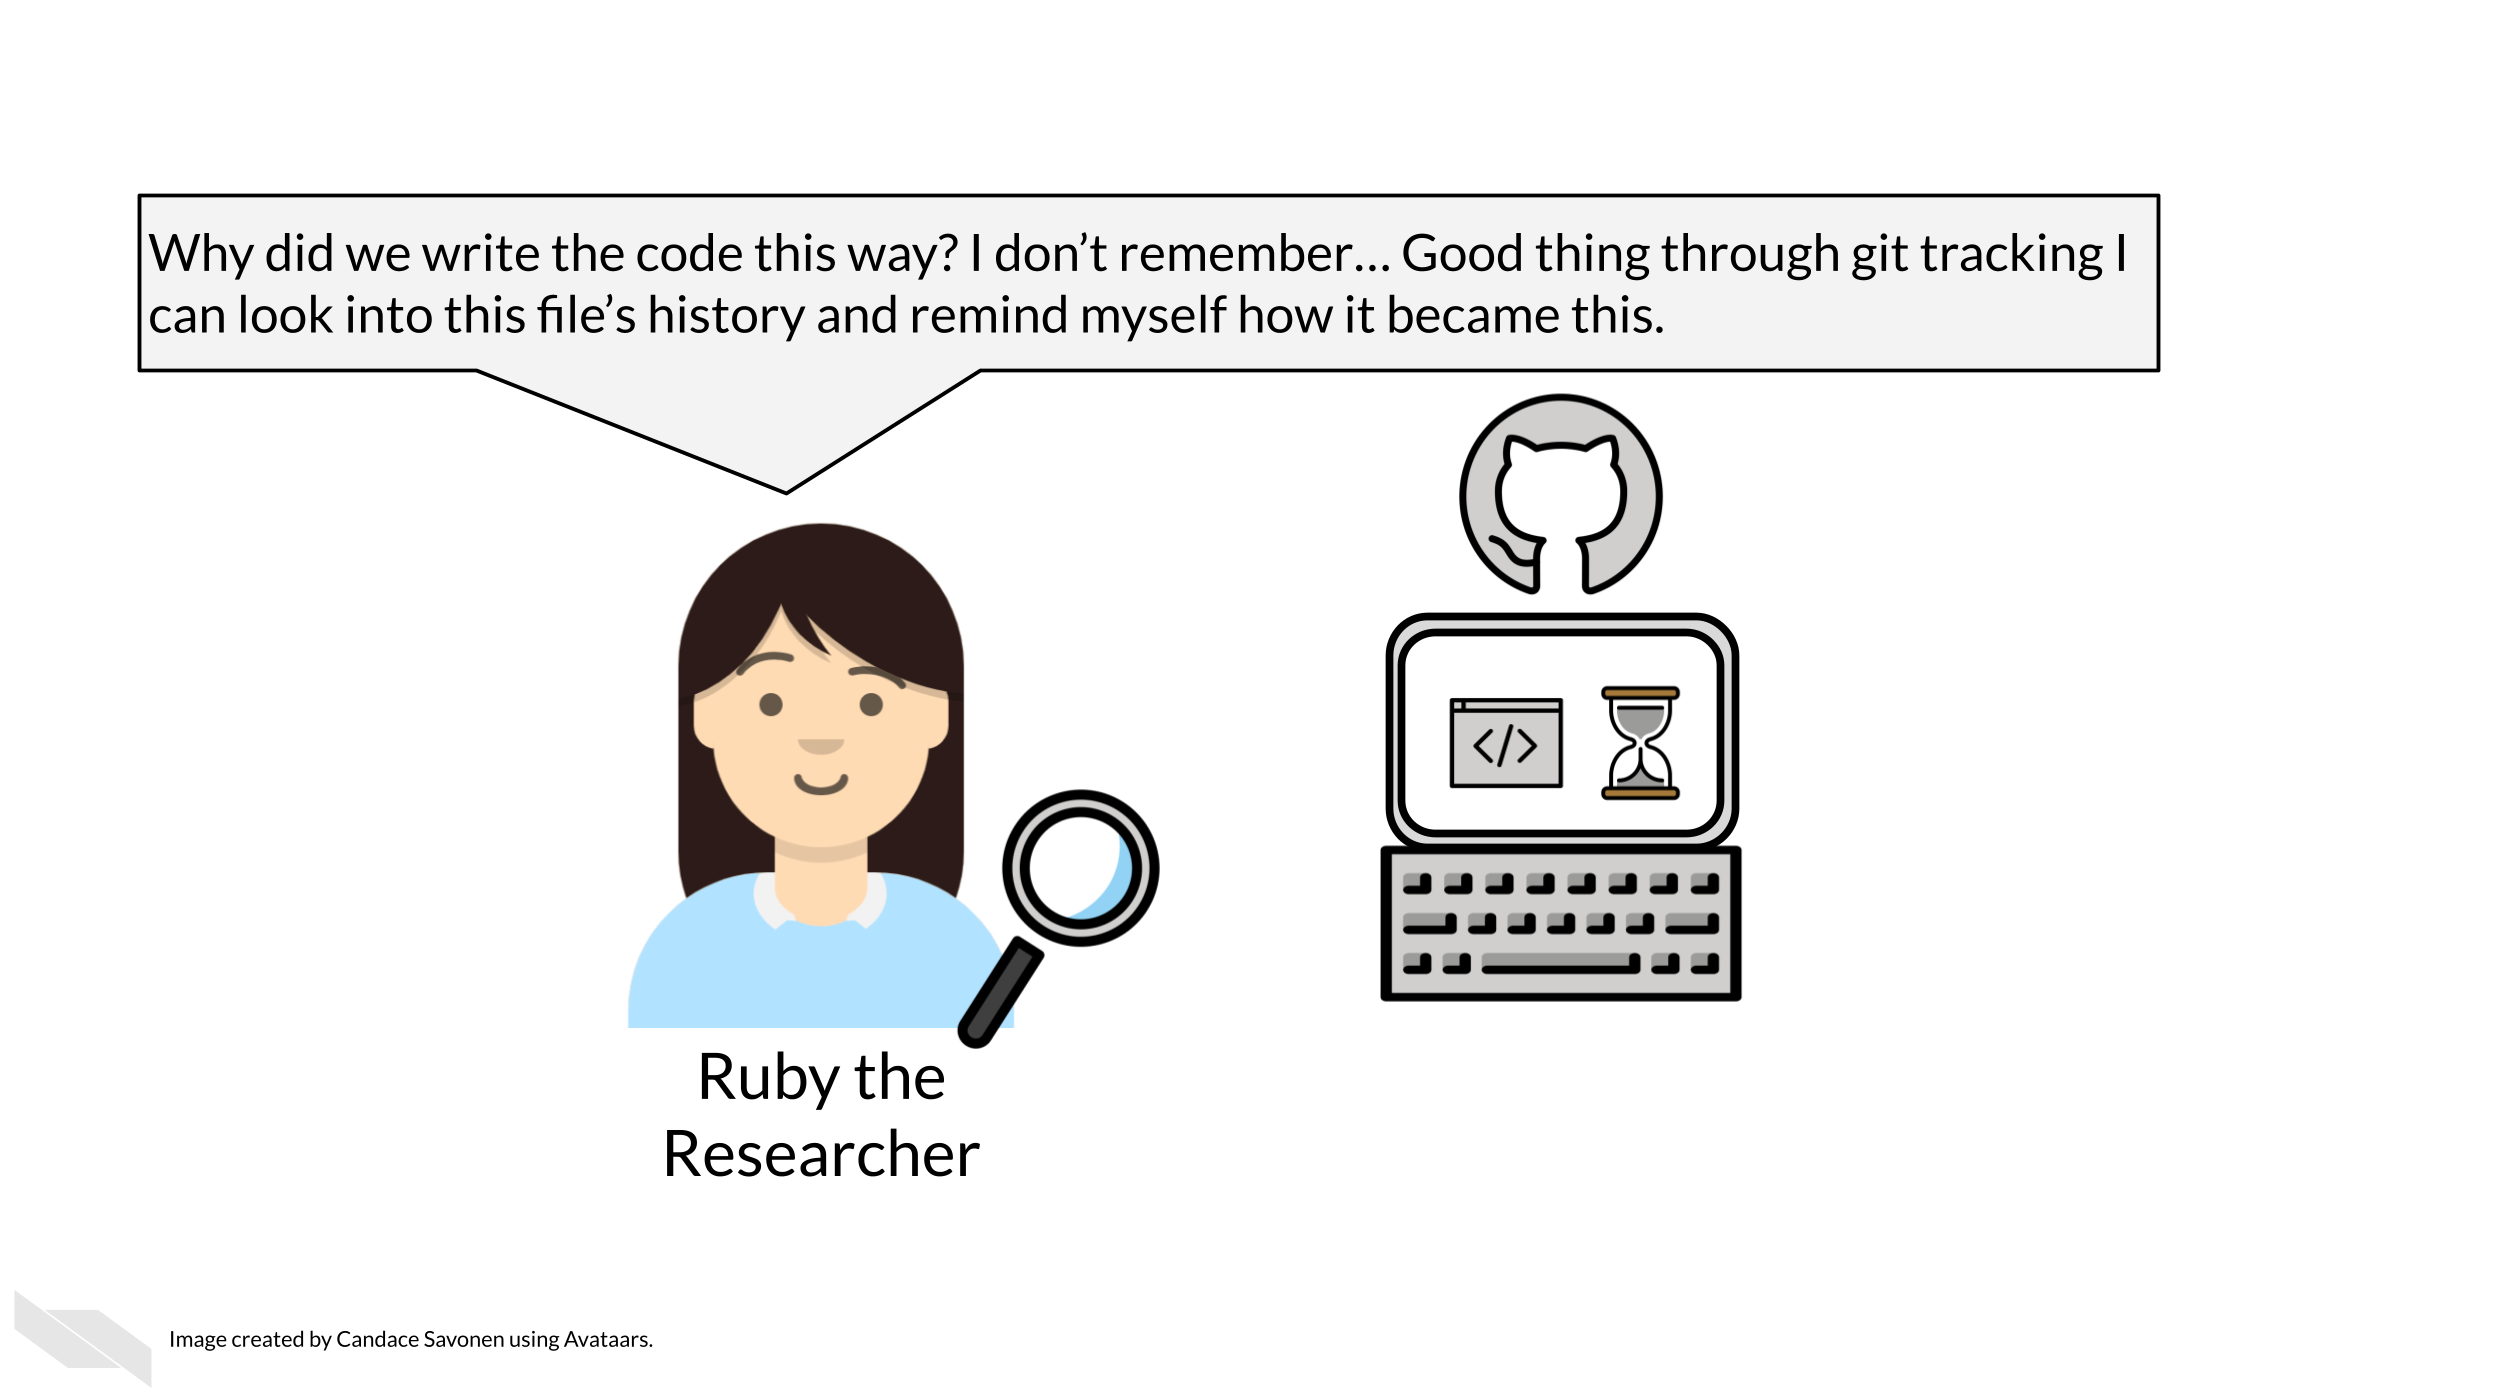 Why did we write the code this way? I don’t remember… Good thing through git tracking I
can look into this files’ history and remind myself how it became this.
</>
Ruby the
Researcher
Image created by Candace Savonen using Avataars.